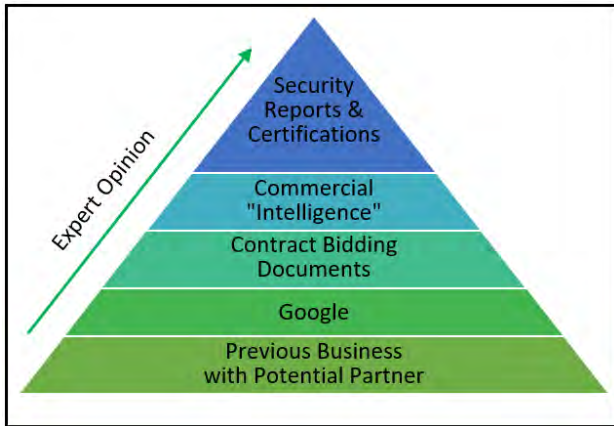 Security
Reports &
Certifications
Expert Opinion
Commercial
"Intelligence"
Contract Bidding
Documents
Google
Previous Business
with Potential Partner